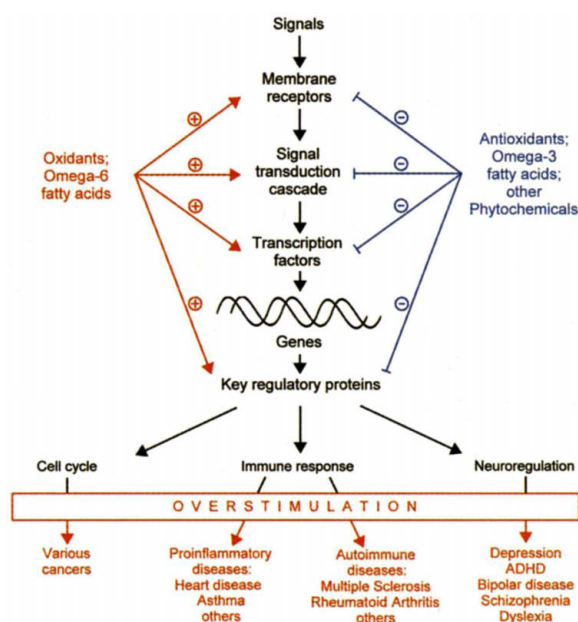 Signals
Membrane
receptors
Oxidants;
Omega-6
fatty acids
Signal
transduction
cascade
Antioxidants;
Omega-3
fatty acids;
other
Phytochemicals
Transcription
factors
Genes
Key regulatory proteins
Cell cycle
Immune response
Neuroregulation
OVERSTIMULATION
Various
cancers
Proinflammatory
diseases:
Heart disease
Asthma
others
Autoimmune
diseases:
Multiple Sclerosis
Rheumatoid Arthritis
others
Depression
ADHD
Bipolar disease
Schizophrenia
Dyslexia